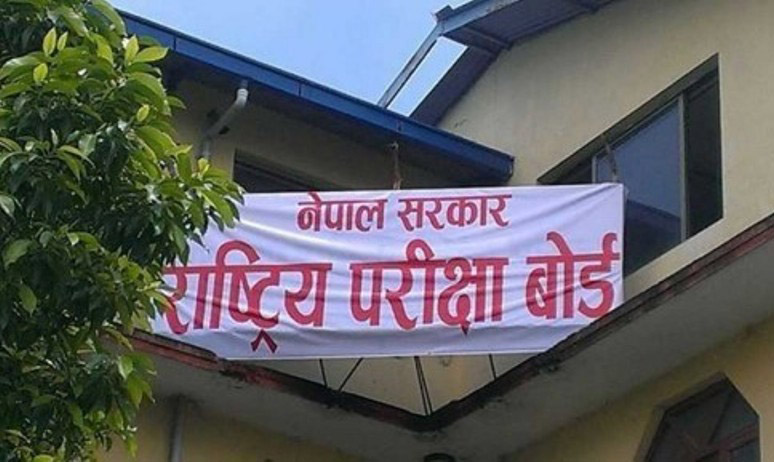 नेपाल सरकार
राष्ट्रिय परीक्षा बोर्ड